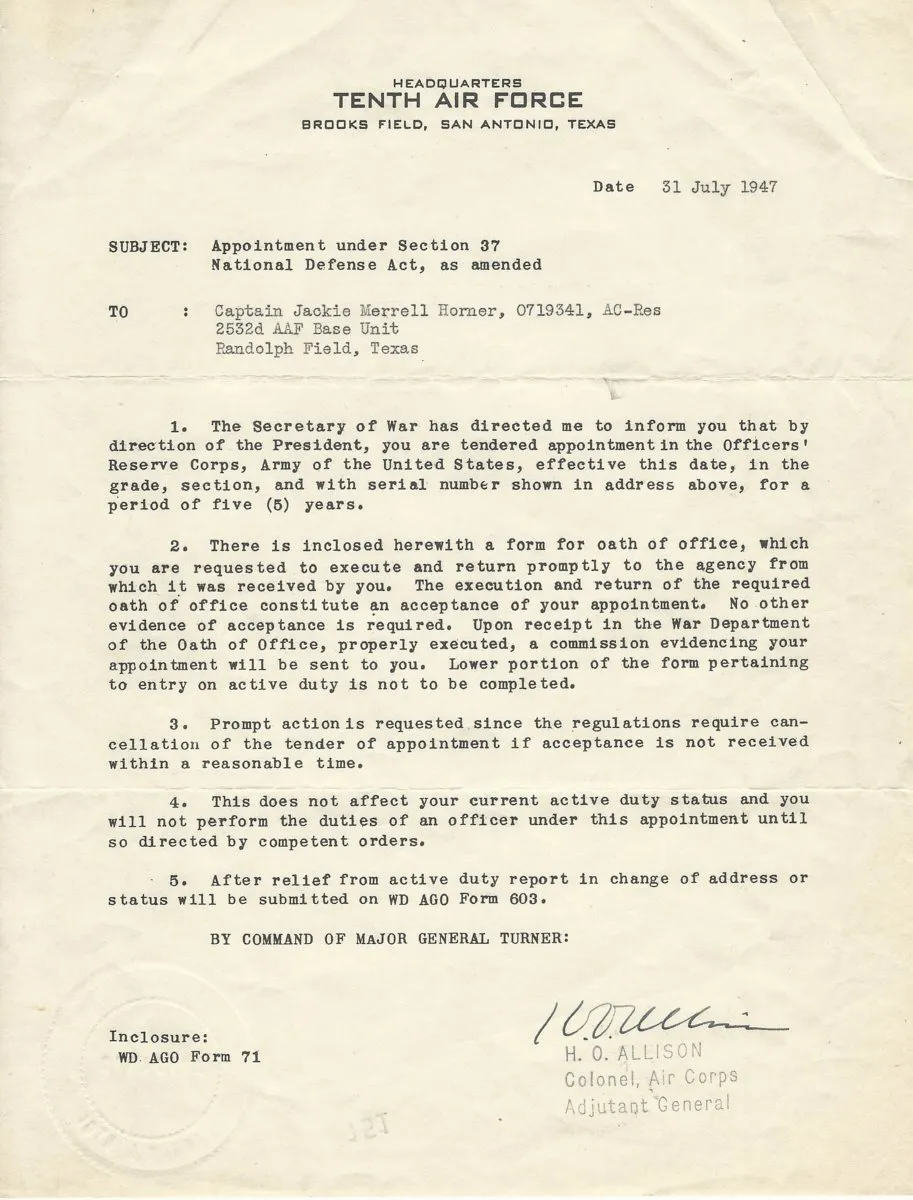 HEADQUARTERS
TENTH AIR FORCE
BROOKS FIELD, SAN ANTONIO, TEXAS
Date 31 July 1947
SUBJECT: Appointment under Section 37
National Defense Act, as amended
TO : Captain Jackie Merrell Horner, O719341, AC-Res
2532d AAF Base Unit
Randolph Field, Texas
1. The Secretary of War has directed me to inform you that by
direction of the President, you are tendered appointment in the Officers'
Reserve Corps, Army of the United States, effective this date, in the
grade, section, and with serial number shown in address above, for a
period of five (5) years.
2. There is inclosed herewith a form for oath of office, which
you are requested to execute and return promptly to the agency from
which it was received by you. The execution and return of the required
oath of office constitute an acceptance of your appointment. No other
evidence of acceptance is required. Upon receipt in the War Department
of the Oath of Office, properly executed, a commission evidencing your
appointment will be sent to you. Lower portion of the form pertaining
to entry on active duty is not to be completed.
3. Prompt action is requested since the regulations require can-
cellation of the tender of appointment if acceptance is not received
within a reasonable time.
4. This does not affect your current active duty status and you
will not perform the duties of an officer under this appointment until
so directed by competent orders.
5. After relief from active duty report in change of address or
status will be submitted on WD AGO Form 603.
BY COMMAND OF MAJOR GENERAL TURNER:
H. O. Allison
Inclosure:
WD AGO Form 71
H. O. ALLISON
Colonel, Air Corps
Adjutant General